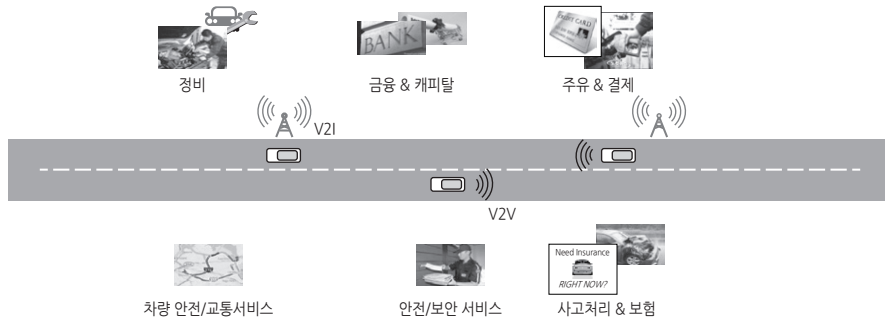 BANK
CREDIT CARD
정비
금융 & 캐피탈
주유 & 결제
V2I
V2V
Need Insurance
RIGHT NOW?
차량 안전/교통서비스
안전/보안 서비스
사고처리 & 보험